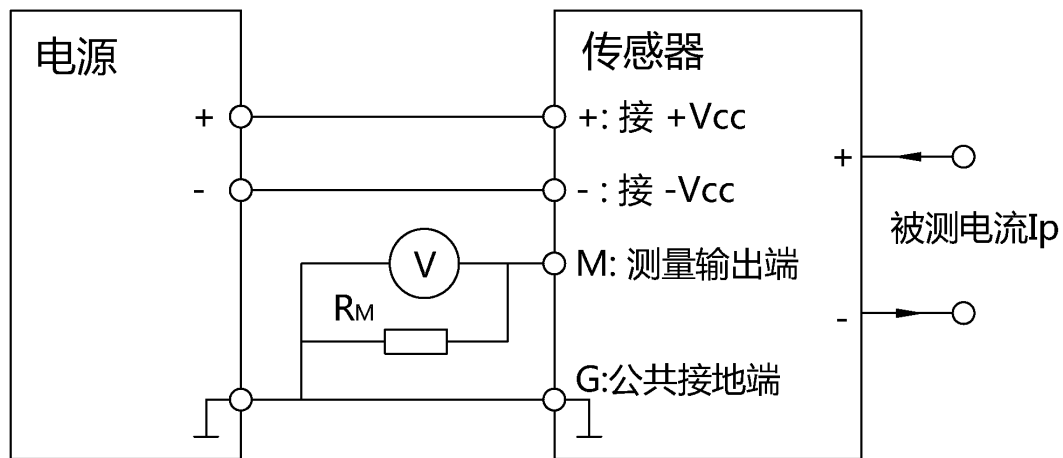 电源
+
-
传感器
+: 接 +Vcc
- : 接 -Vcc
M: 测量输出端
G:公共接地端
V
RM
+
被测电流Ip
-